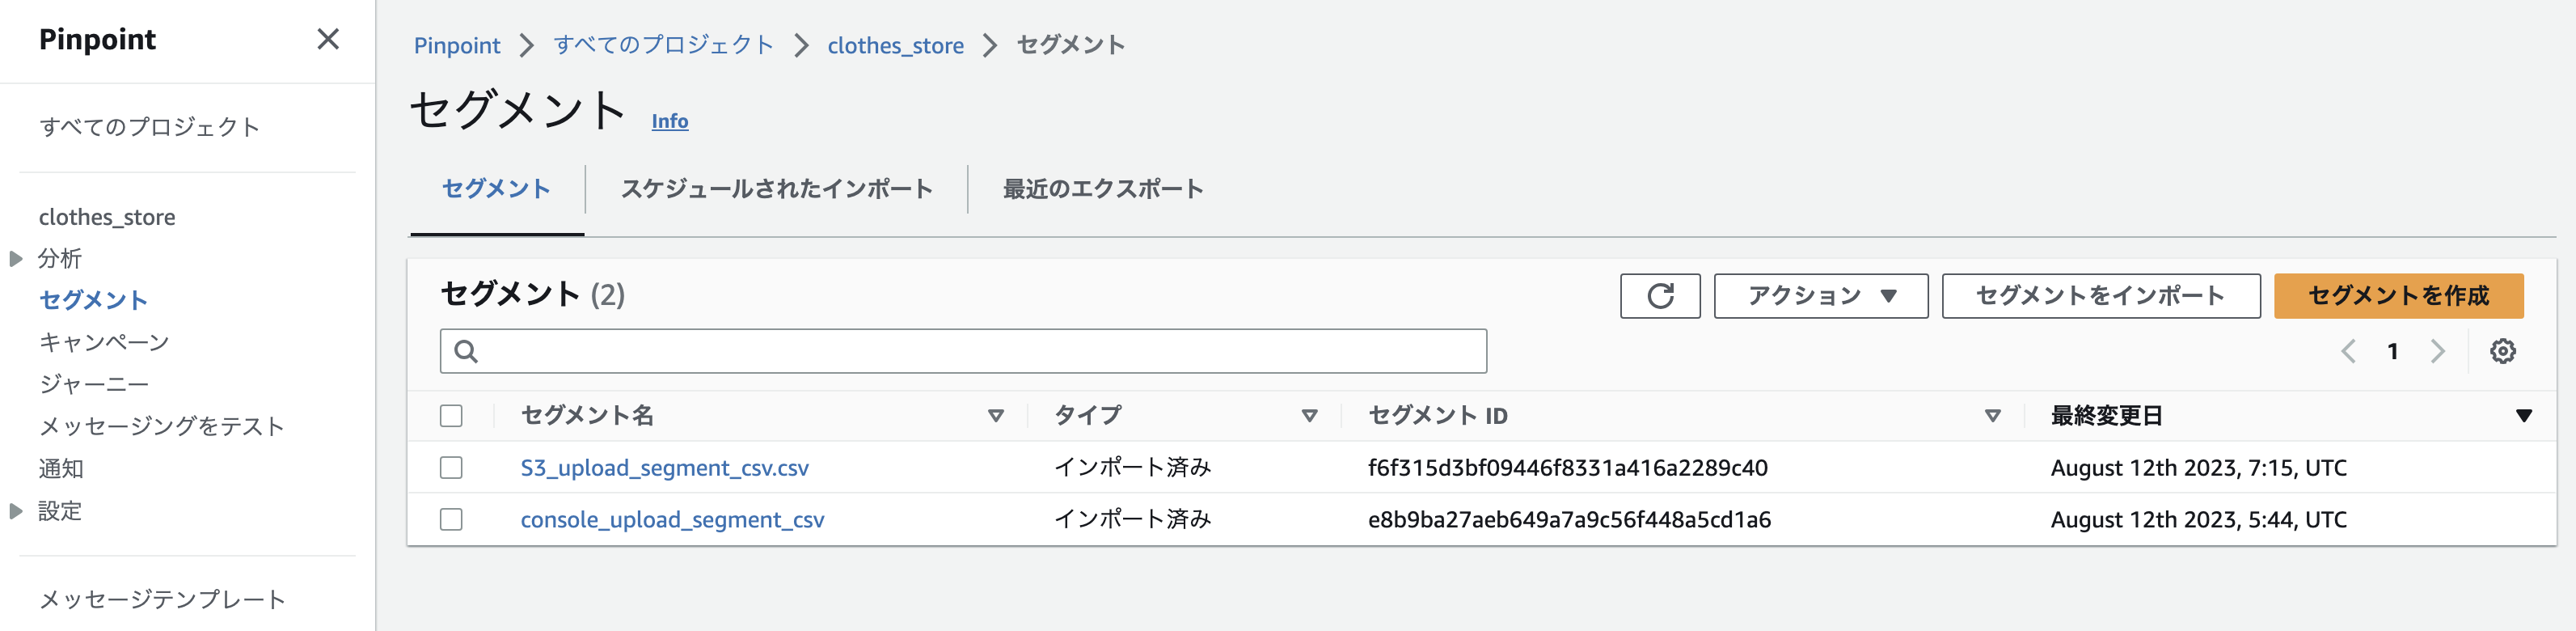 Pinpoint
すべてのプロジェクト
clothes_store
分析
セグメント
キャンペーン
ジャーニー
メッセージングをテスト
通知
設定
メッセージテンプレート
Pinpoint すべてのプロジェクト clothes_store セグメント
セグメント Info
セグメント スケジュールされたインポート 最近のエクスポート
セグメント (2) アクション セグメントをインポート セグメントを作成
1
セグメント名 タイプ セグメント ID 最終変更日
S3_upload_segment_csv.csv インポート済み f6f315d3bf09446f8331a416a2289c40 August 12th 2023, 7:15, UTC
console_upload_segment_csv インポート済み e8b9ba27aeb649a7a9c56f448a5cd1a6 August 12th 2023, 5:44, UTC